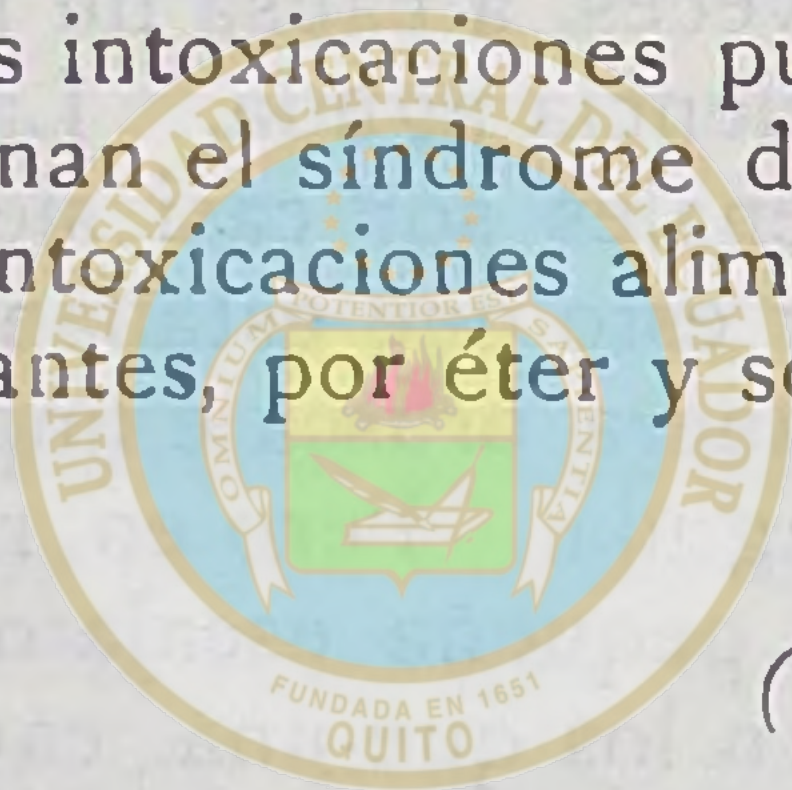 s intoxicaciones pu
nan el síndrome d
ntoxicaciones alim
antes, por éter y s
(
UNIVERSIDAD CENTRAL DEL ECUADOR
OMNIUM POTENTIOR EST SAPIENTIA
FUNDADA EN 1651
QUITO